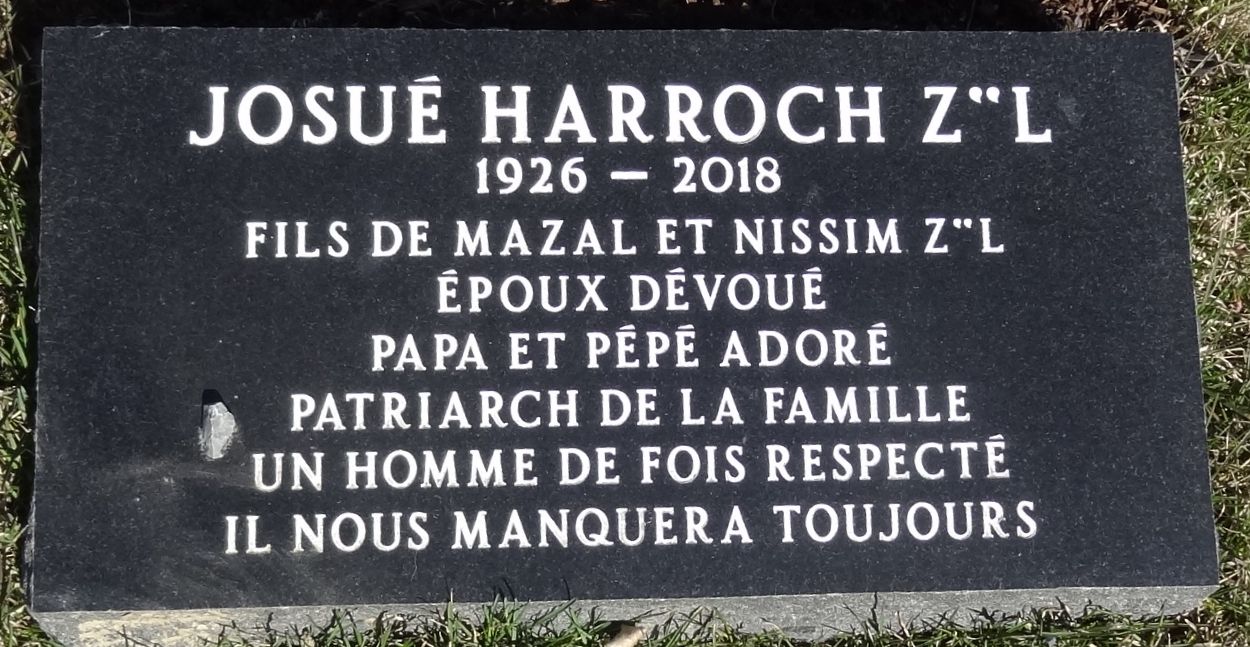 JOSUÉ HARROCH Z"L
1926 – 2018
FILS DE MAZAL ET NISSIM Z"L
ÉPOUX DÉVOUÉ
PAPA ET PÉPÉ ADORÉ
PATRIARCH DE LA FAMILLE
UN HOMME DE FOIS RESPECTÉ
IL NOUS MANQUERA TOUJOURS